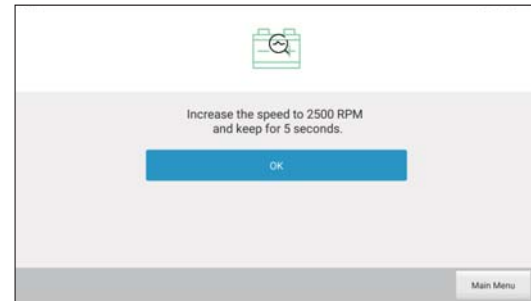 Increase the speed to 2500 RPM
and keep for 5 seconds.
OK
Main Menu